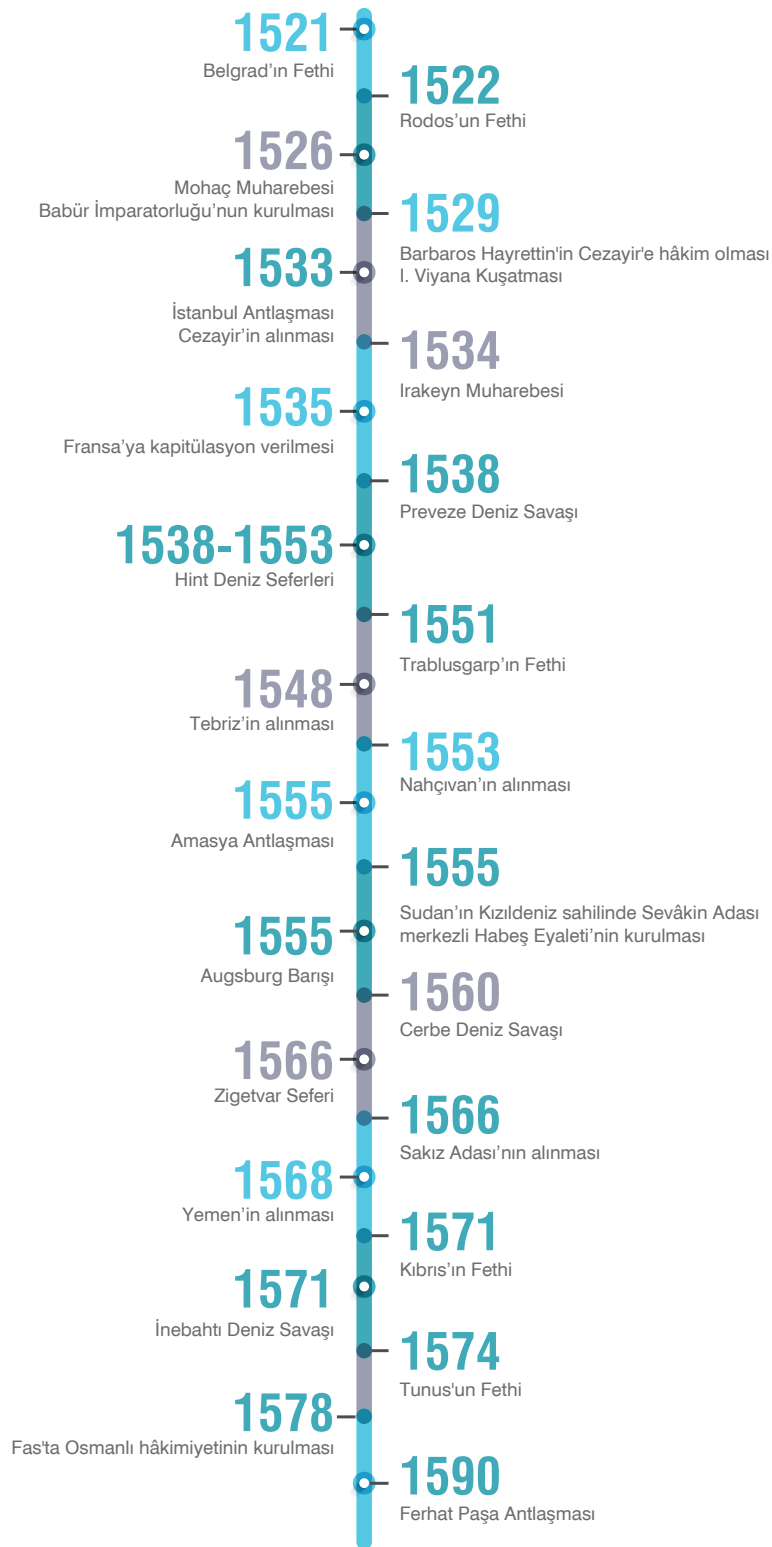 1521
Belgrad’ın Fethi
1522
Rodos’un Fethi
1526
Mohaç Muharebesi
Babür İmparatorluğu’nun kurulması
1529
Barbaros Hayrettin'in Cezayir'e hâkim olması
I. Viyana Kuşatması
1533
İstanbul Antlaşması
Cezayir’in alınması
1534
Irakeyn Muharebesi
1535
Fransa’ya kapitülasyon verilmesi
1538
Preveze Deniz Savaşı
1538-1553
Hint Deniz Seferleri
1551
Trablusgarp’ın Fethi
1548
Tebriz’in alınması
1553
Nahçıvan’ın alınması
1555
Amasya Antlaşması
1555
Sudan’ın Kızıldeniz sahilinde Sevâkin Adası
merkezli Habeş Eyaleti’nin kurulması
1555
Augsburg Barışı
1560
Cerbe Deniz Savaşı
1566
Zigetvar Seferi
1566
Sakız Adası’nın alınması
1568
Yemen’in alınması
1571
Kıbrıs’ın Fethi
1571
İnebahtı Deniz Savaşı
1574
Tunus'un Fethi
1578
Fas'ta Osmanlı hâkimiyetinin kurulması
1590
Ferhat Paşa Antlaşması